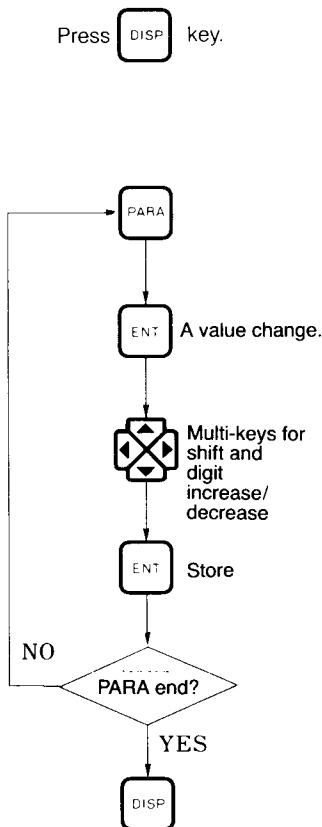 Press DISP key.
PARA
ENT A value change.
Multi-keys for
shift and
digit
increase/
decrease
ENT Store
NO
PARA end?
YES
DISP